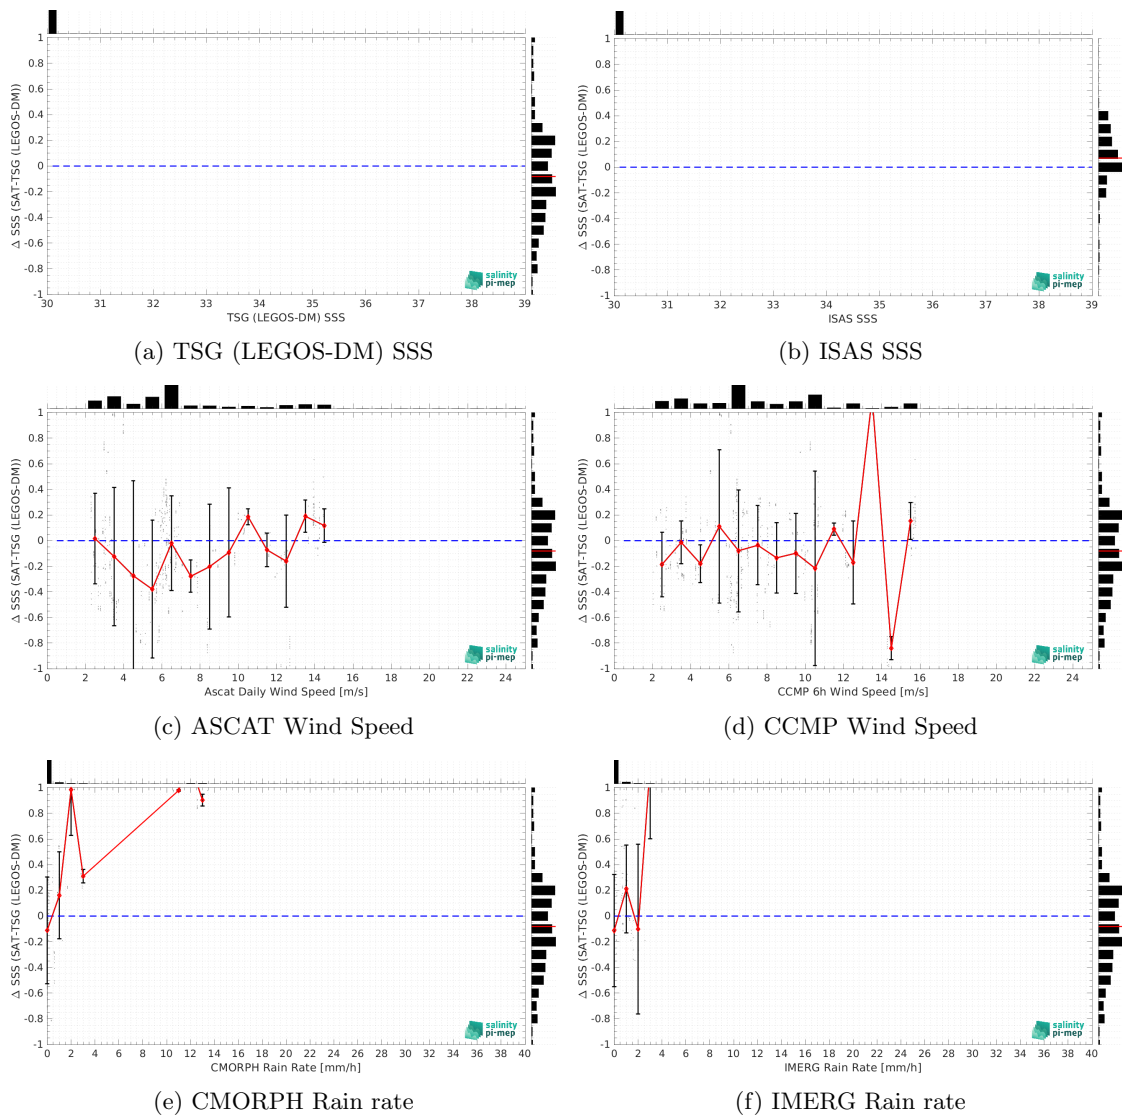 1
0.8
0.6
0.4
0.2
0
-0.2
-0.4
-0.6
-0.8
-1
Δ SSS (SAT-TSG (LEGOS-DM))
salinity
pi-mep
30 31 32 33 34 35 36 37 38 39
TSG (LEGOS-DM) SSS
(a) TSG (LEGOS-DM) SSS
1
0.8
0.6
0.4
0.2
0
-0.2
-0.4
-0.6
-0.8
-1
Δ SSS (SAT-TSG (LEGOS-DM))
salinity
pi-mep
30 31 32 33 34 35 36 37 38 39
ISAS SSS
(b) ISAS SSS
1
0.8
0.6
0.4
0.2
0
-0.2
-0.4
-0.6
-0.8
-1
Δ SSS (SAT-TSG (LEGOS-DM))
salinity
pi-mep
0 2 4 6 8 10 12 14 16 18 20 22 24
Ascat Daily Wind Speed [m/s]
(c) ASCAT Wind Speed
1
0.8
0.6
0.4
0.2
0
-0.2
-0.4
-0.6
-0.8
-1
Δ SSS (SAT-TSG (LEGOS-DM))
salinity
pi-mep
0 2 4 6 8 10 12 14 16 18 20 22 24
CCMP 6h Wind Speed [m/s]
(d) CCMP Wind Speed
1
0.8
0.6
0.4
0.2
0
-0.2
-0.4
-0.6
-0.8
-1
Δ SSS (SAT-TSG (LEGOS-DM))
salinity
pi-mep
0 2 4 6 8 10 12 14 16 18 20 22 24 26 28 30 32 34 36 38 40
CMORPH Rain Rate [mm/h]
(e) CMORPH Rain rate
1
0.8
0.6
0.4
0.2
0
-0.2
-0.4
-0.6
-0.8
-1
Δ SSS (SAT-TSG (LEGOS-DM))
salinity
pi-mep
0 2 4 6 8 10 12 14 16 18 20 22 24 26 28 30 32 34 36 38 40
IMERG Rain Rate [mm/h]
(f) IMERG Rain rate